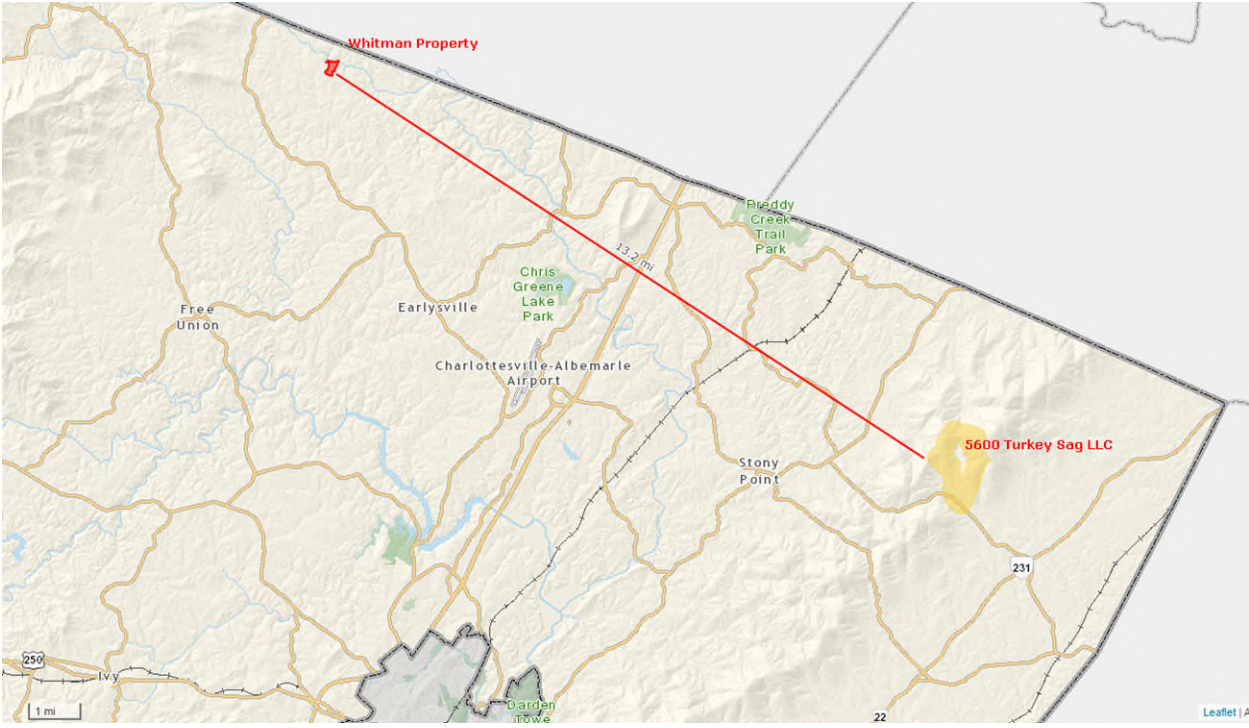 Whitman Property
Preddy
Creek
Trail
Park
13.2 mi
Chris
Greene
Lake
Park
Earlysville
Free
Union
Charlottesville-Albemarle
Airport
5600 Turkey Sag LLC
Stony
Point
231
250
Ivy
Darden
Towe
1 mi
22
Leaflet | A